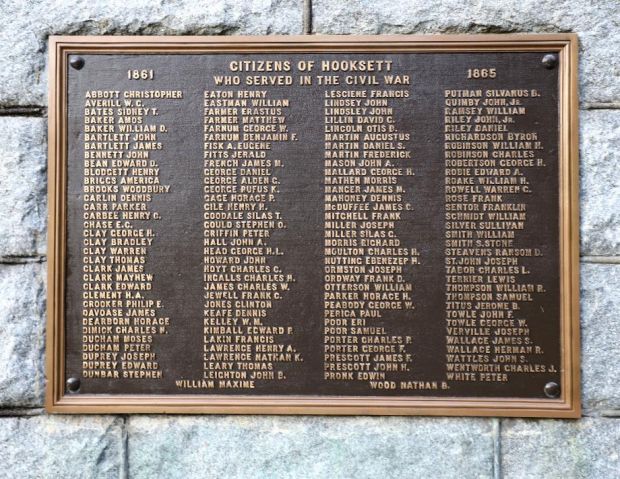 CITIZENS OF HOOKSETT
1861 WHO SERVED IN THE CIVIL WAR 1865
ABBOTT CHRISTOPHER
AVERILL W. C.
BATES SIDNEY T.
BAKER AMOS
BAKER WILLIAM D.
BARTLETT JOHN
BARTLETT JAMES
BENNETT JOHN
BEAN EDWARD D.
BLODGETT HENRY
BRIGGS AMERICA
BROOKS WOODBURY
CARLIN DENNIS
CARR PARKER
CARBEE HENRY C.
CHASE E.C.
CLAY GEORGE H.
CLAY BRADLEY
CLAY WARREN
CLAY THOMAS
CLARK JAMES
CLARK MAYHEW
CLARK EDWARD
CLEMENT H.A.
CROOKER PHILIP E.
DAVOASE JAMES
DEARBORN HORACE
DIMICK CHARLES N.
DUCHAM MOSES
DUCHAM PETER
DUPREY JOSEPH
DUPREY EDWARD
DUNBAR STEPHEN
EATON HENRY
EASTMAN WILLIAM
FARMER ERASTUS
FARMER MATTHEW
FARNUM GEORGE W.
FARNUM BENJAMIN F.
FISK A. EUGENE
FITTS JERALD
FRENCH JAMES M.
GEORGE DANIEL
GEORGE ALDEN C.
GEORGE RUFUS K.
GAGE HORACE P.
GILE HENRY H.
GOODALE SILAS T.
GOULD STEPHEN O.
GRIFFIN PETER
HALL JOHN A.
HEAD GEORGE H.L.
HOWARD JOHN
HOYT CHARLES C.
INGALLS CHARLES H.
JAMES CHARLES W.
JEWELL FRANK C.
JONES CLINTON
KEAFE DENNIS
KELLEY W. M.
KIMBALL EDWARD P.
LAKIN FRANCIS
LAWRENCE HENRY A.
LAWRENCE NATHAN K.
LEARY THOMAS
LEIGHTON JOHN B.
LESCIENE FRANCIS
LINDSEY JOHN
LINDSLEY JOHN
LILLIN DAVID C.
LINCOLN OTIS B.
MARTIN AUGUSTUS
MARTIN DANIEL S.
MARTIN FREDERICK
MASON JOHN A.
MALLARD GEORGE H.
MATHEN MORRIS
MANGER JAMES M.
MAHONEY DENNIS
McDUFFEE JAMES C.
MITCHELL FRANK
MILLER JOSEPH
MILLER SILAS C.
MORRIS RICHARD
MOULTON CHARLES H.
NUTTING EBEREZEP H.
ORMSTON JOSEPH
ORDWAY FRANK D.
OTTERSON WILLIAM
PARKER HORACE H.
PEABODY GEORGE W.
PERICA PAUL
POOR ERI
POOR SAMUEL
PORTER CHARLES P.
PORTER GEORGE F.
PRESCOTT JAMES F.
PRESCOTT JOHN H.
PRONK EDWIN
PUTMAN SILVANUS B.
QUIMBY JOHN, JR.
RAMSEY WILLIAM
RILEY JOHN, JR.
RILEY DANIEL
RICHARDSON BYRON
ROBINSON WILLIAM H.
ROBINSON CHARLES
ROBERTSON GEORGE H.
ROBIE EDWARD A.
ROAKE WILLIAM H.
ROWELL WARREN C.
ROSE FRANK
SENTOR FRANKLIN
SCHMIDT WILLIAM
SILVER SULLIVAN
SMITH WILLIAM
SMITH S. STONE
STEAVENS RANSOM D.
ST. JOHN JOSEPH
TABOR CHARLES L.
TERRIER LEWIS
THOMPSON WILLIAM R.
THOMPSON SAMUEL
TITUS JEROME B.
TOWLE JOHN F.
TOWLE GEORGE W.
VERVILLE JOSEPH
WALLACE JAMES S.
WALLACE HERMAN R.
WATTLES JOHN S.
WENTWORTH CHARLES J.
WHITE PETER
WILLIAM MAXIME WOOD NATHAN B.